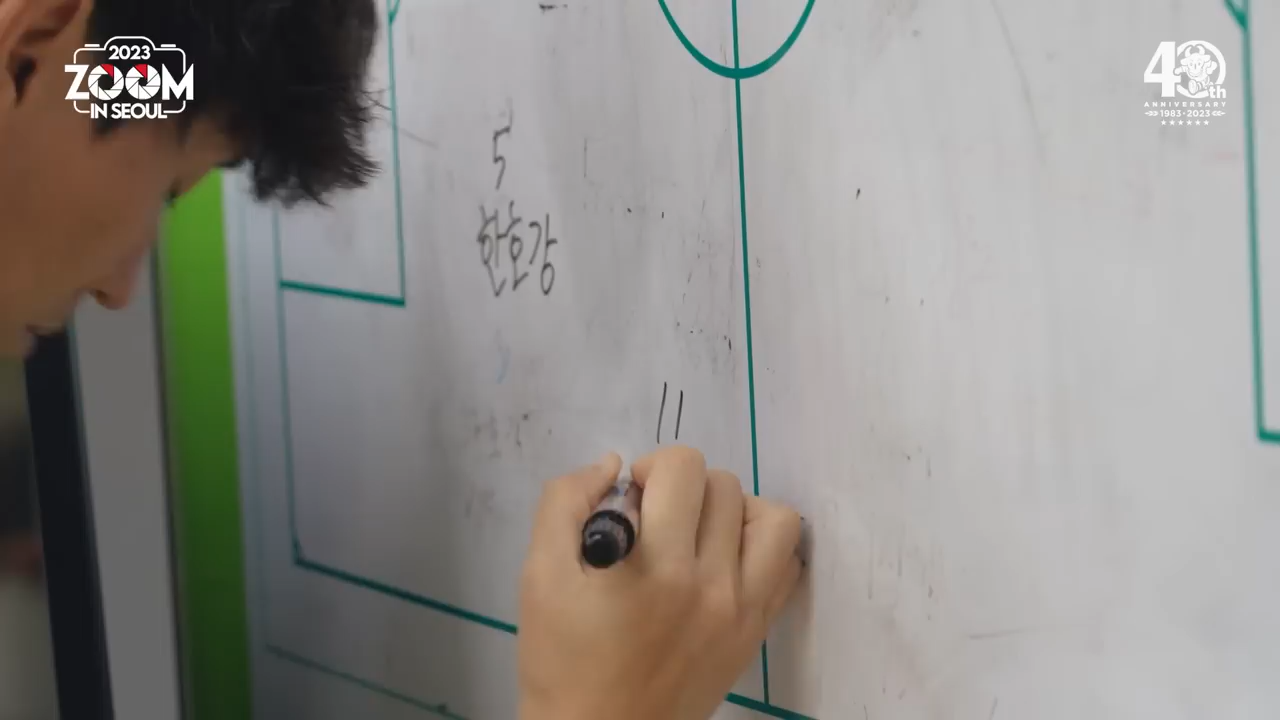 2023
ZOOM
IN SEOUL
40th
ANNIVERSARY
1983·2023
5
한호강
11